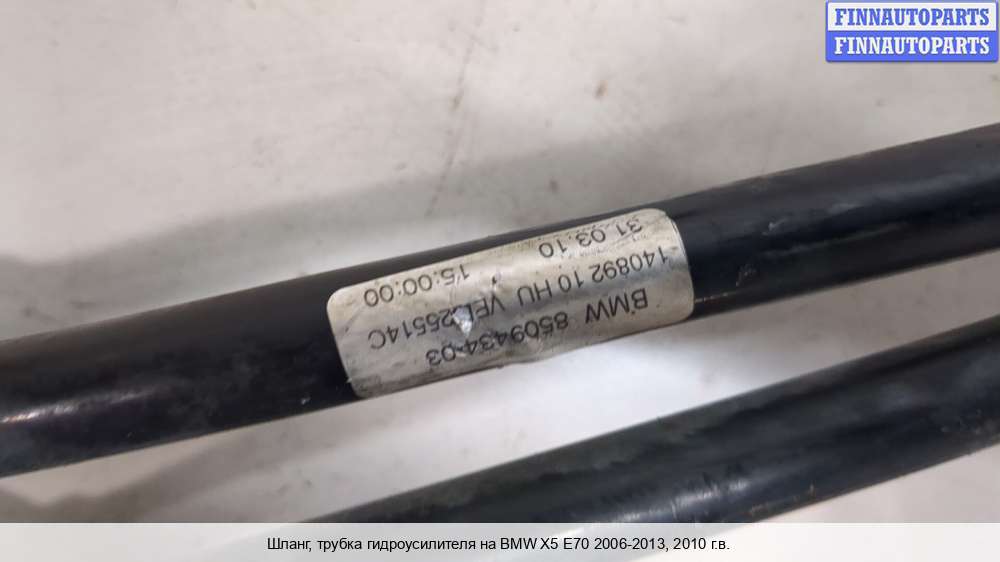 FINNAUTOPARTS
FINNAUTOPARTS
BMW 8509434-03
140892 10 HU VEL25514C
31.03.10 15:00:00
Шланг, трубка гидроусилителя на BMW X5 E70 2006-2013, 2010 г.в.